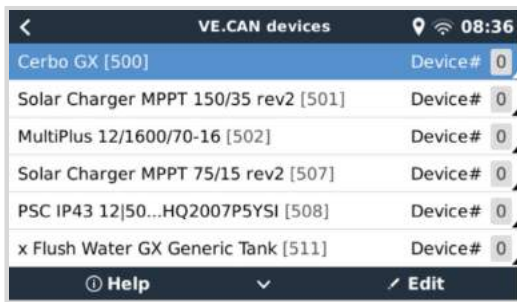 VE.CAN devices 08:36
Cerbo GX [500] Device# 0
Solar Charger MPPT 150/35 rev2 [501] Device# 0
MultiPlus 12/1600/70-16 [502] Device# 0
Solar Charger MPPT 75/15 rev2 [507] Device# 0
PSC IP43 12|50...HQ2007P5YSI [508] Device# 0
x Flush Water GX Generic Tank [511] Device# 0
Help Edit